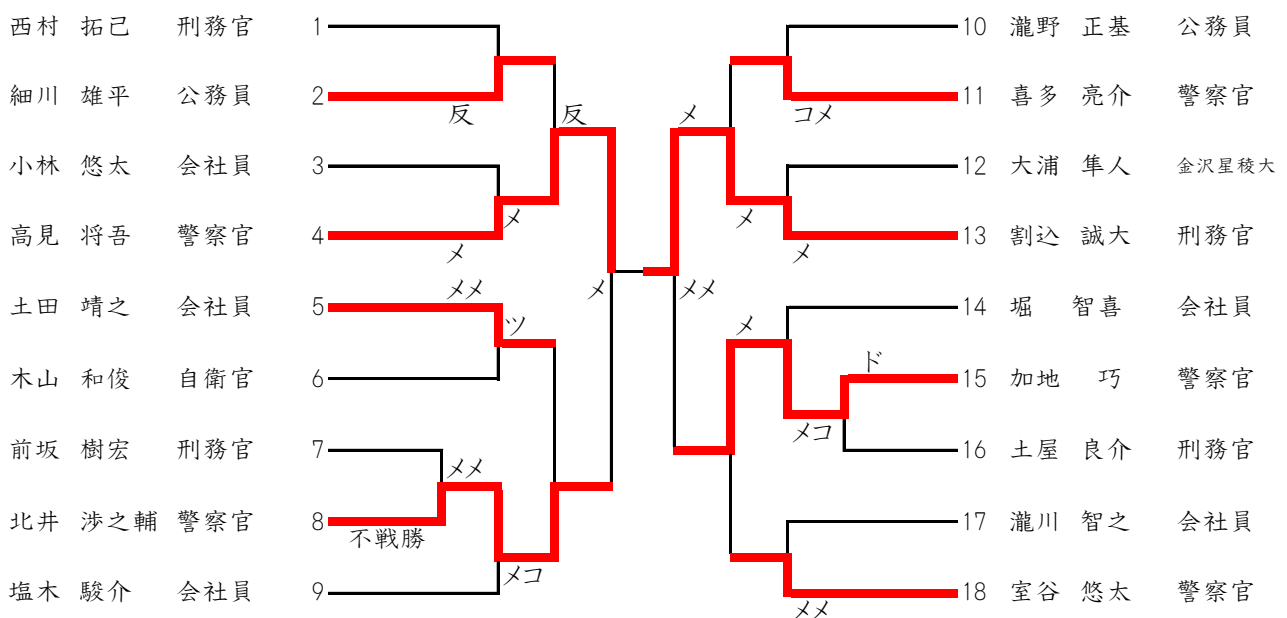 西村 拓己 刑務官 1
細川 雄平 公務員 2
反
反
小林 悠太 会社員 3
メ
高見 将吾 警察官 4
メ
メメ
メ
土田 靖之 会社員 5
ツ
木山 和俊 自衛官 6
前坂 樹宏 刑務官 7
メメ
北井 渉之輔 警察官 8
不戦勝
メコ
塩木 駿介 会社員 9
10 瀧野 正基 公務員
11 喜多 亮介 警察官
メ
コメ
12 大浦 隼人 金沢星稜大
メ
13 割込 誠大 刑務官
メ
メメ
14 堀 智喜 会社員
メ
ド
15 加地 巧 警察官
メコ
16 土屋 良介 刑務官
17 瀧川 智之 会社員
18 室谷 悠太 警察官
メメ